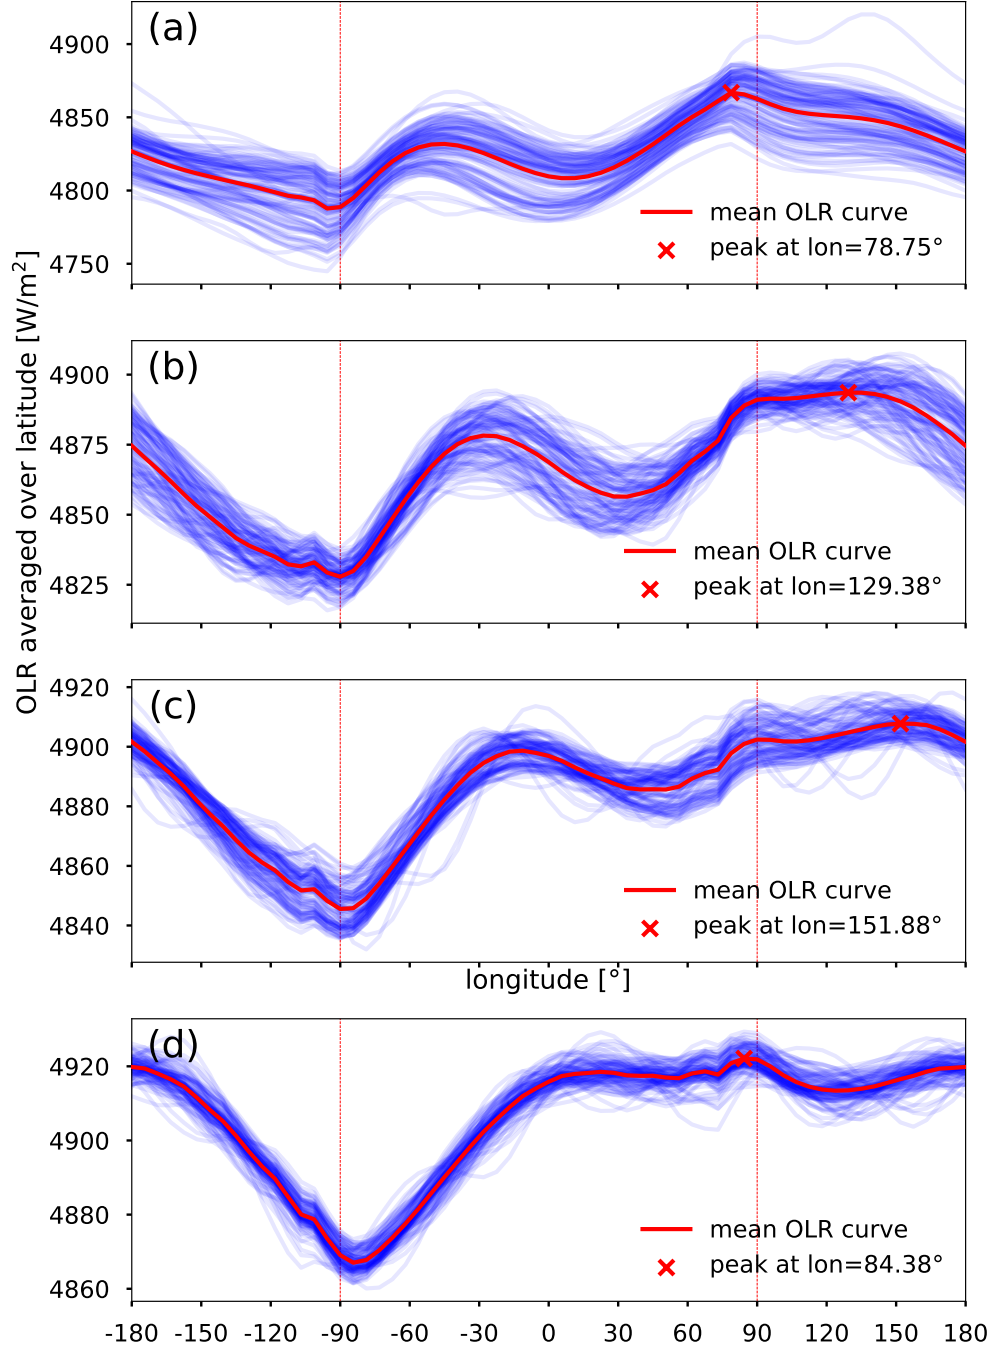 OLR averaged over latitude [W/m²]
(a)
4900
4850
4800
4750
mean OLR curve
peak at lon=78.75°
(b)
4900
4875
4850
4825
mean OLR curve
peak at lon=129.38°
(c)
4920
4900
4880
4860
4840
mean OLR curve
peak at lon=151.88°
longitude [°]
(d)
4920
4900
4880
4860
mean OLR curve
peak at lon=84.38°
-180 -150 -120 -90 -60 -30 0 30 60 90 120 150 180